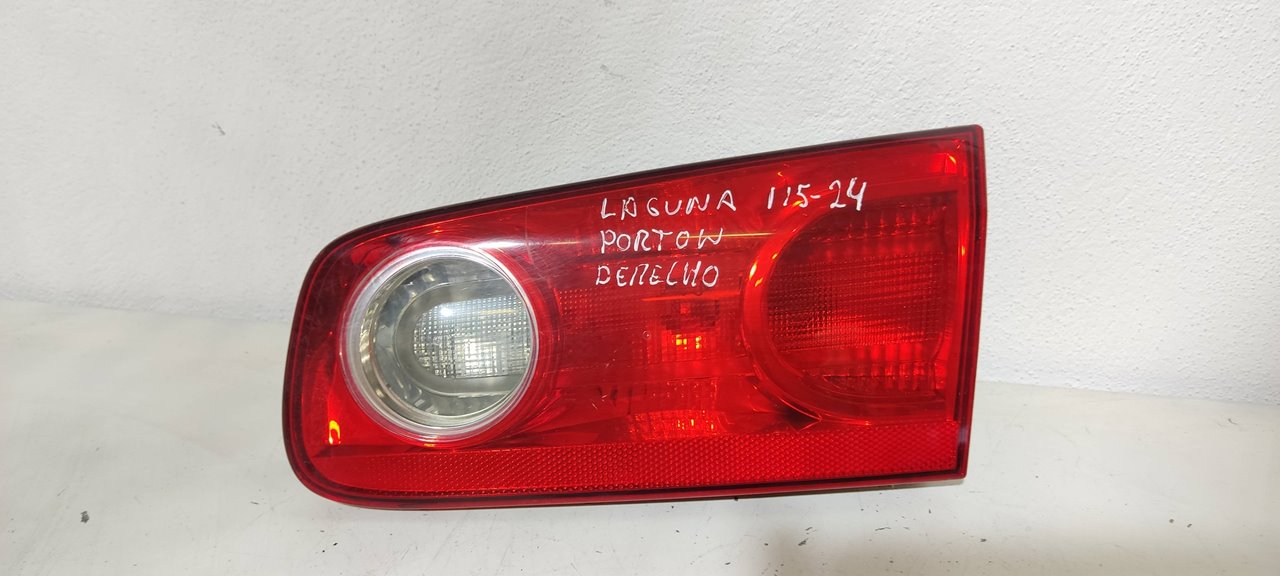 LAGUNA 115-24
PORTON
DERECHO